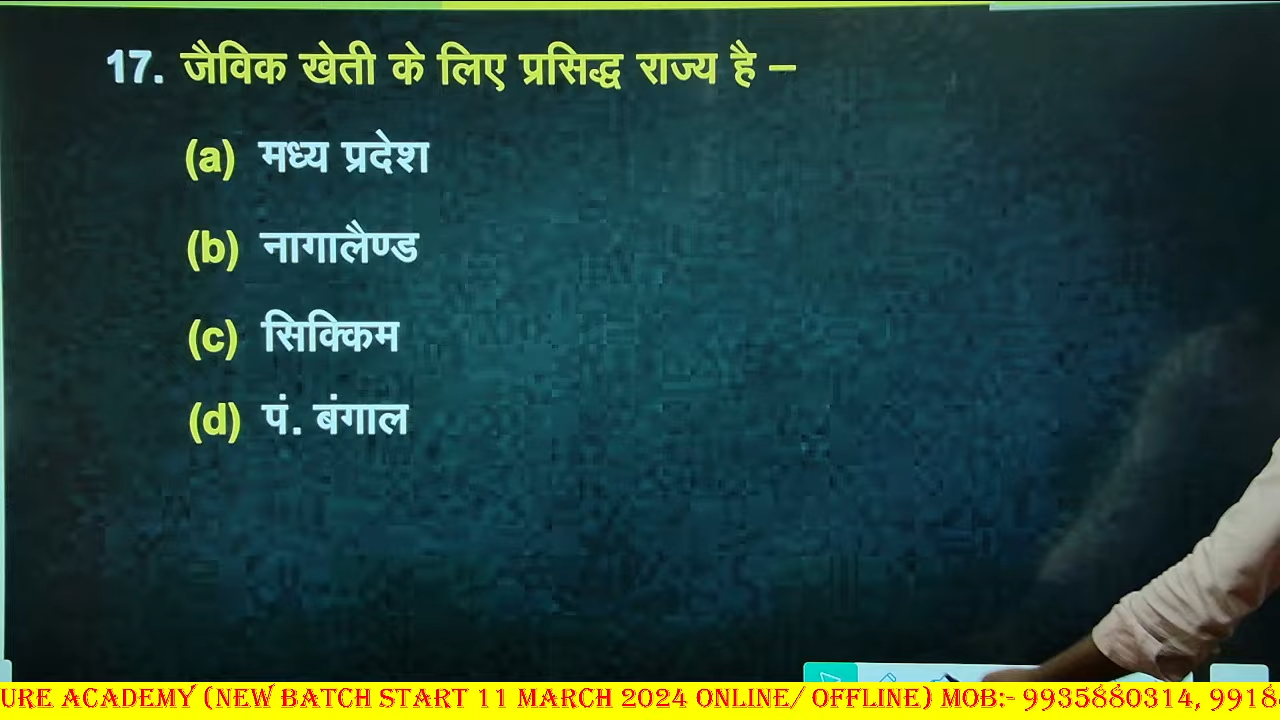 17. जैविक खेती के लिए प्रसिद्ध राज्य है –
(a) मध्य प्रदेश
(b) नागालैण्ड
(c) सिक्किम
(d) पं. बंगाल
URE ACADEMY (NEW BATCH START 11 MARCH 2024 ONLINE/ OFFLINE) MOB:- 9935880314, 9918